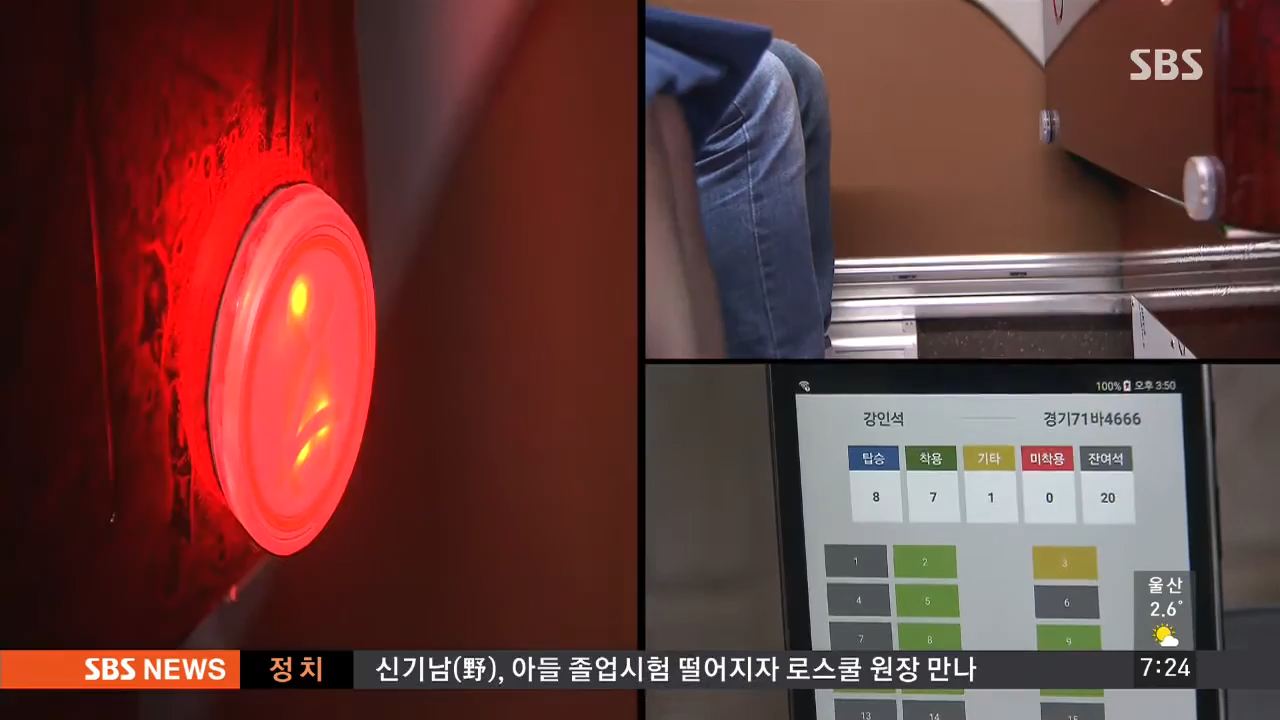 SBS
100% 오후 3:50
강인석 경기71바4666
탑승 착용 기타 미착용 잔여석
8 7 1 0 20
1 2 3
4 5 6
7 8 9
13 14 15
울산
2.6°
SBS NEWS 정치 신기남(野), 아들 졸업시험 떨어지자 로스쿨 원장 만나 7:24